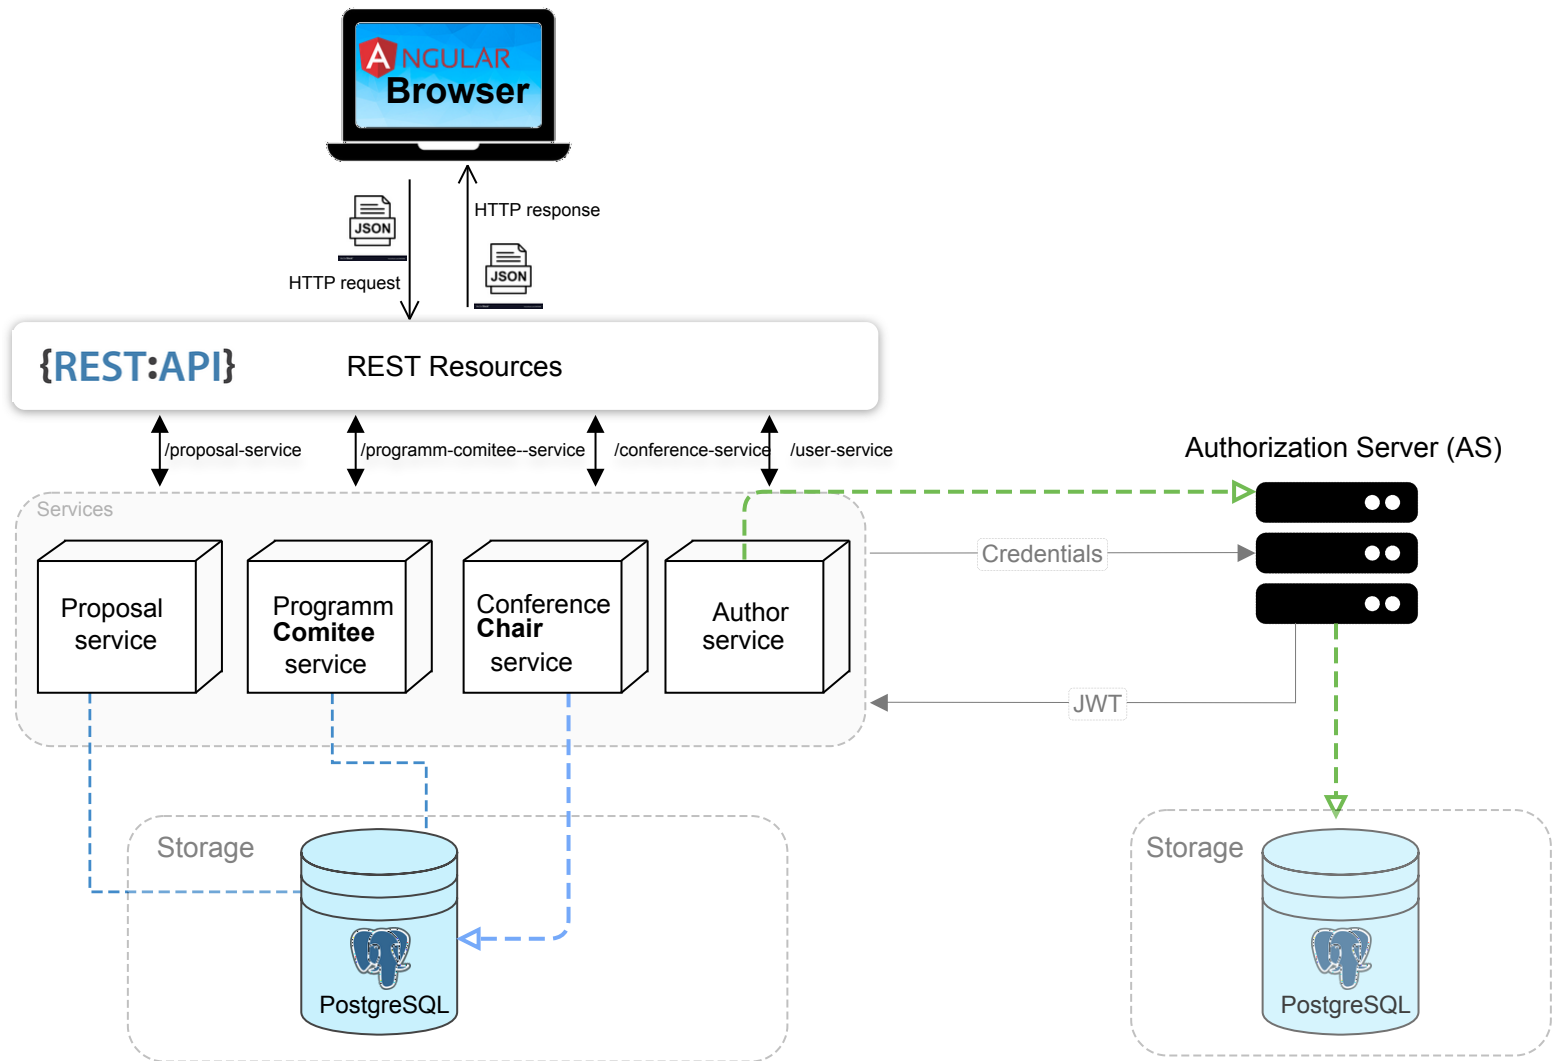 ANGULAR
Browser
HTTP response
JSON
JSON
HTTP request
{REST:API}
REST Resources
/proposal-service
/programm-comitee--service
/conference-service
/user-service
Authorization Server (AS)
Services
Credentials
Proposal
service
Programm
Comitee
service
Conference
Chair
service
Author
service
JWT
Storage
PostgreSQL
Storage
PostgreSQL